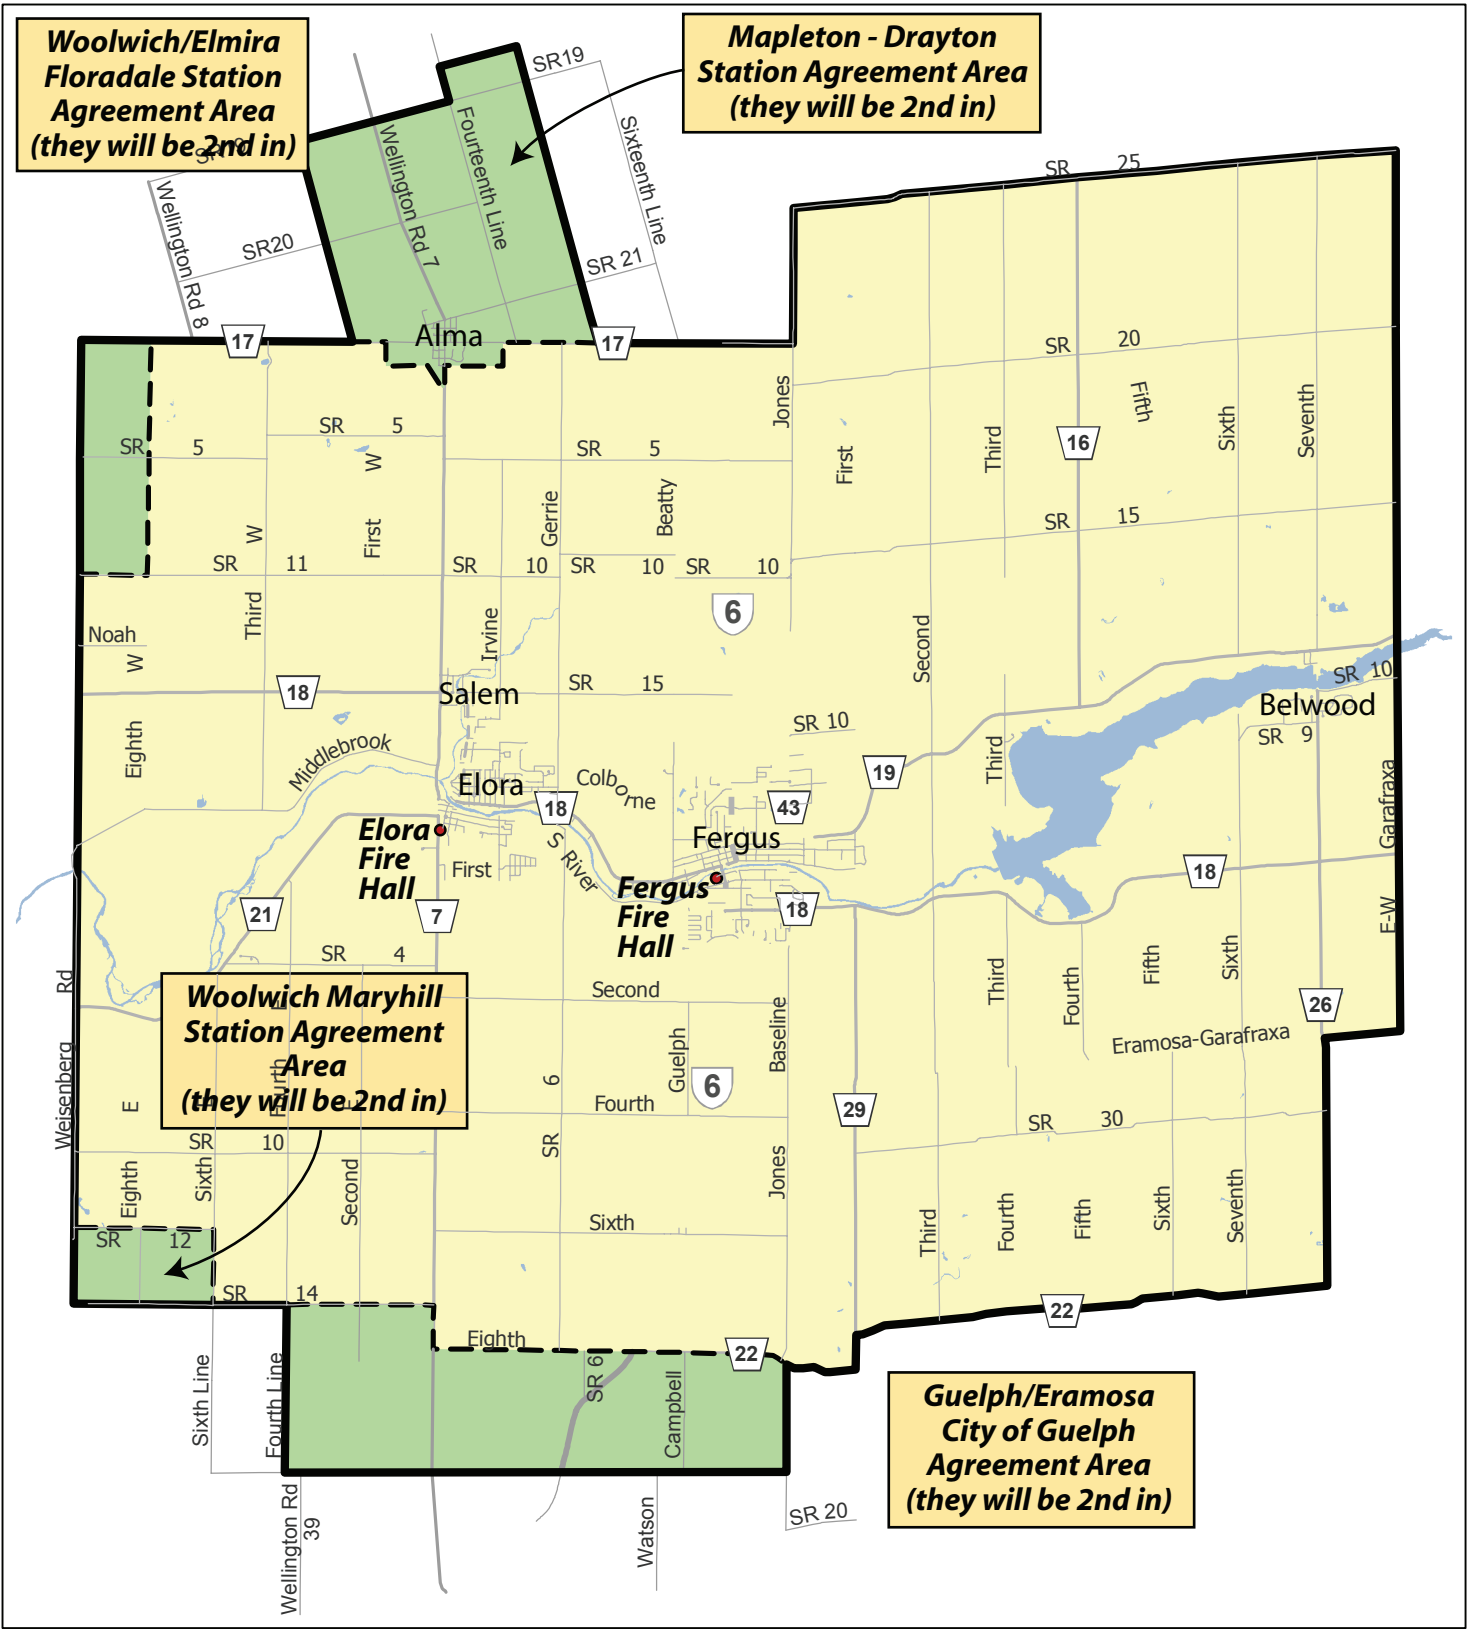 Woolwich/Elmira
Floradale Station
Agreement Area
(they will be 2nd in)
Mapleton - Drayton
Station Agreement Area
(they will be 2nd in)
SR19
Fourteenth Line
Sixteenth Line
Wellington Rd 7
Wellington Rd 8
SR20
SR 21
SR 25
17
Alma
17
SR 20
Jones
First
Third
16
Fifth
Sixth
Seventh
SR 5
SR 5
SR 5
W
First
W
Third
Gerrie
Beatty
SR 15
SR 11
SR 10
SR 10
SR 10
6
Noah
W
Eighth
Irvine
Second
18
Salem
SR 15
SR 10
SR 10
Belwood
SR 9
Middlebrook
Elora
Colborne
18
43
19
Third
Garafraxa
E-W
Elora
Fire
Hall
First
S River
Fergus
Fergus
Fire
Hall
18
18
21
7
SR 4
Weisenberg Rd
Woolwich Maryhill
Station Agreement
Area
(they will be 2nd in)
E
Fourth
E
Second
Guelph
Baseline
Third
Fourth
Fifth
Sixth
26
Eramosa-Garafraxa
6
6
SR
Fourth
29
SR 30
SR 10
Eighth
Sixth
Second
Jones
Third
Fourth
Fifth
Sixth
Seventh
SR 12
Sixth
SR 14
22
Eighth
22
SR 6
Campbell
Sixth Line
Fourth Line
Guelph/Eramosa
City of Guelph
Agreement Area
(they will be 2nd in)
Wellington Rd
39
Watson
SR 20